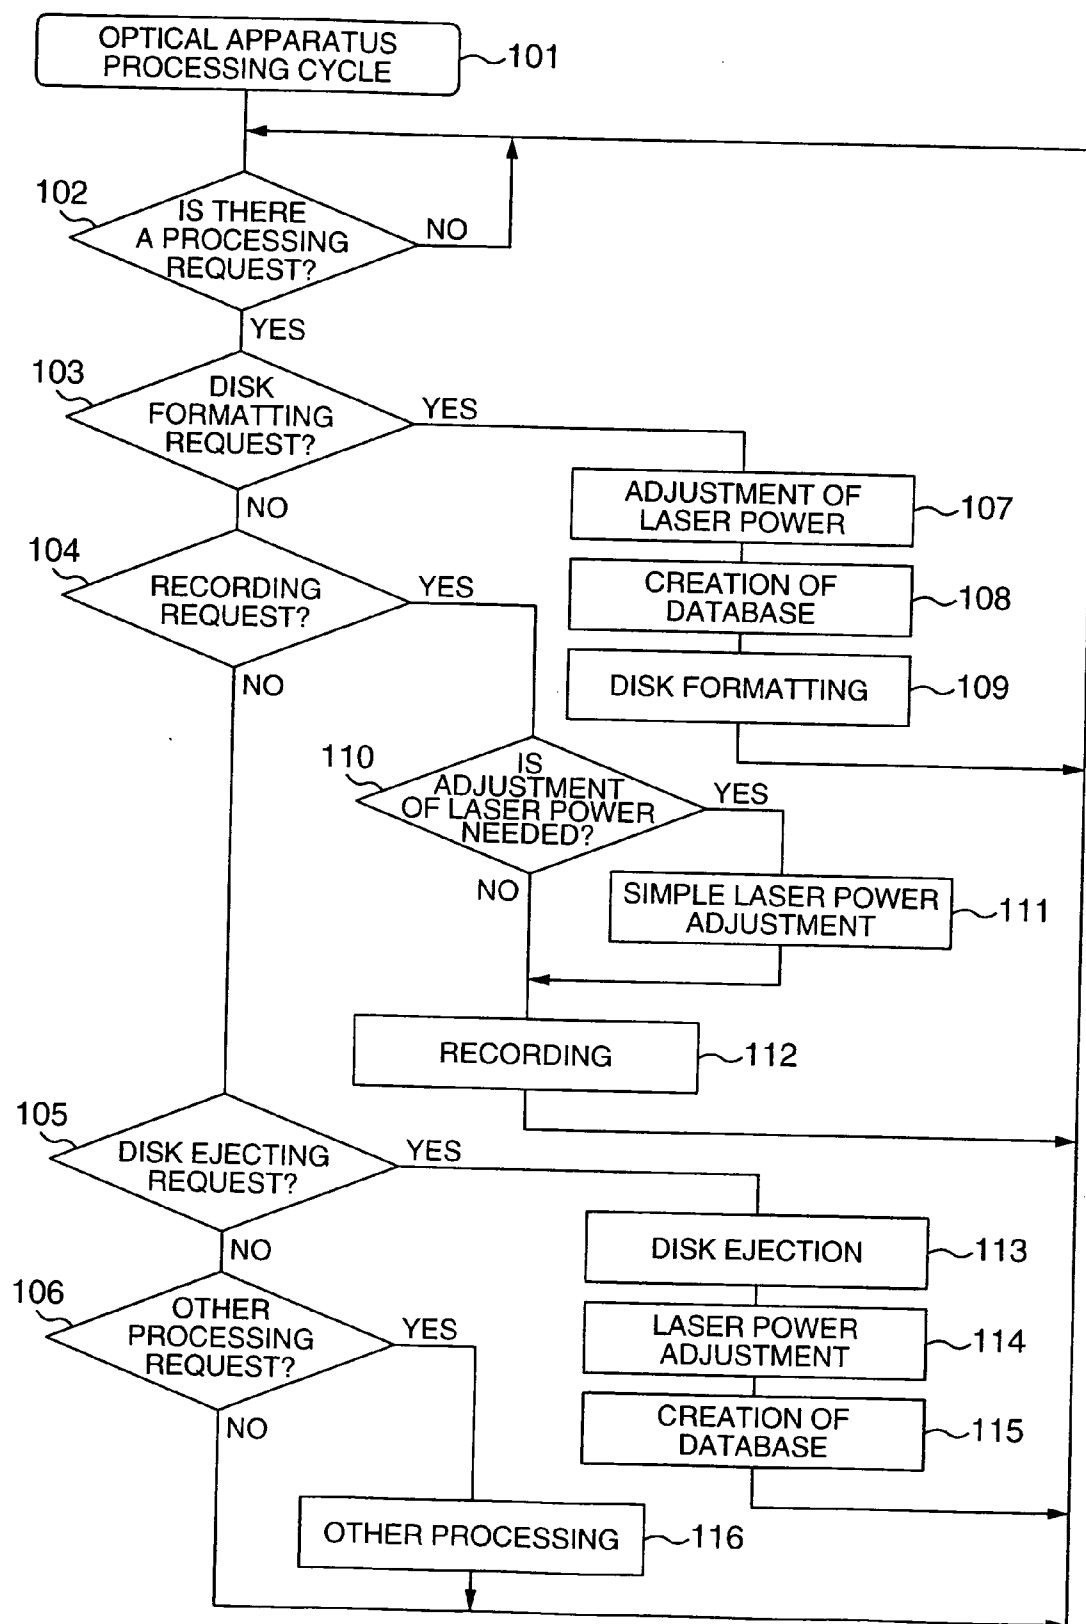 OPTICAL APPARATUS
PROCESSING CYCLE
101
102
IS THERE
A PROCESSING
REQUEST?
NO
YES
103
DISK
FORMATTING
REQUEST?
YES
NO
ADJUSTMENT OF
LASER POWER
107
104
RECORDING
REQUEST?
YES
NO
CREATION OF
DATABASE
108
DISK FORMATTING
109
110
IS
ADJUSTMENT
OF LASER POWER
NEEDED?
YES
NO
SIMPLE LASER POWER
ADJUSTMENT
111
RECORDING
112
105
DISK EJECTING
REQUEST?
YES
NO
DISK EJECTION
113
106
OTHER
PROCESSING
REQUEST?
YES
NO
LASER POWER
ADJUSTMENT
114
CREATION OF
DATABASE
115
OTHER PROCESSING
116